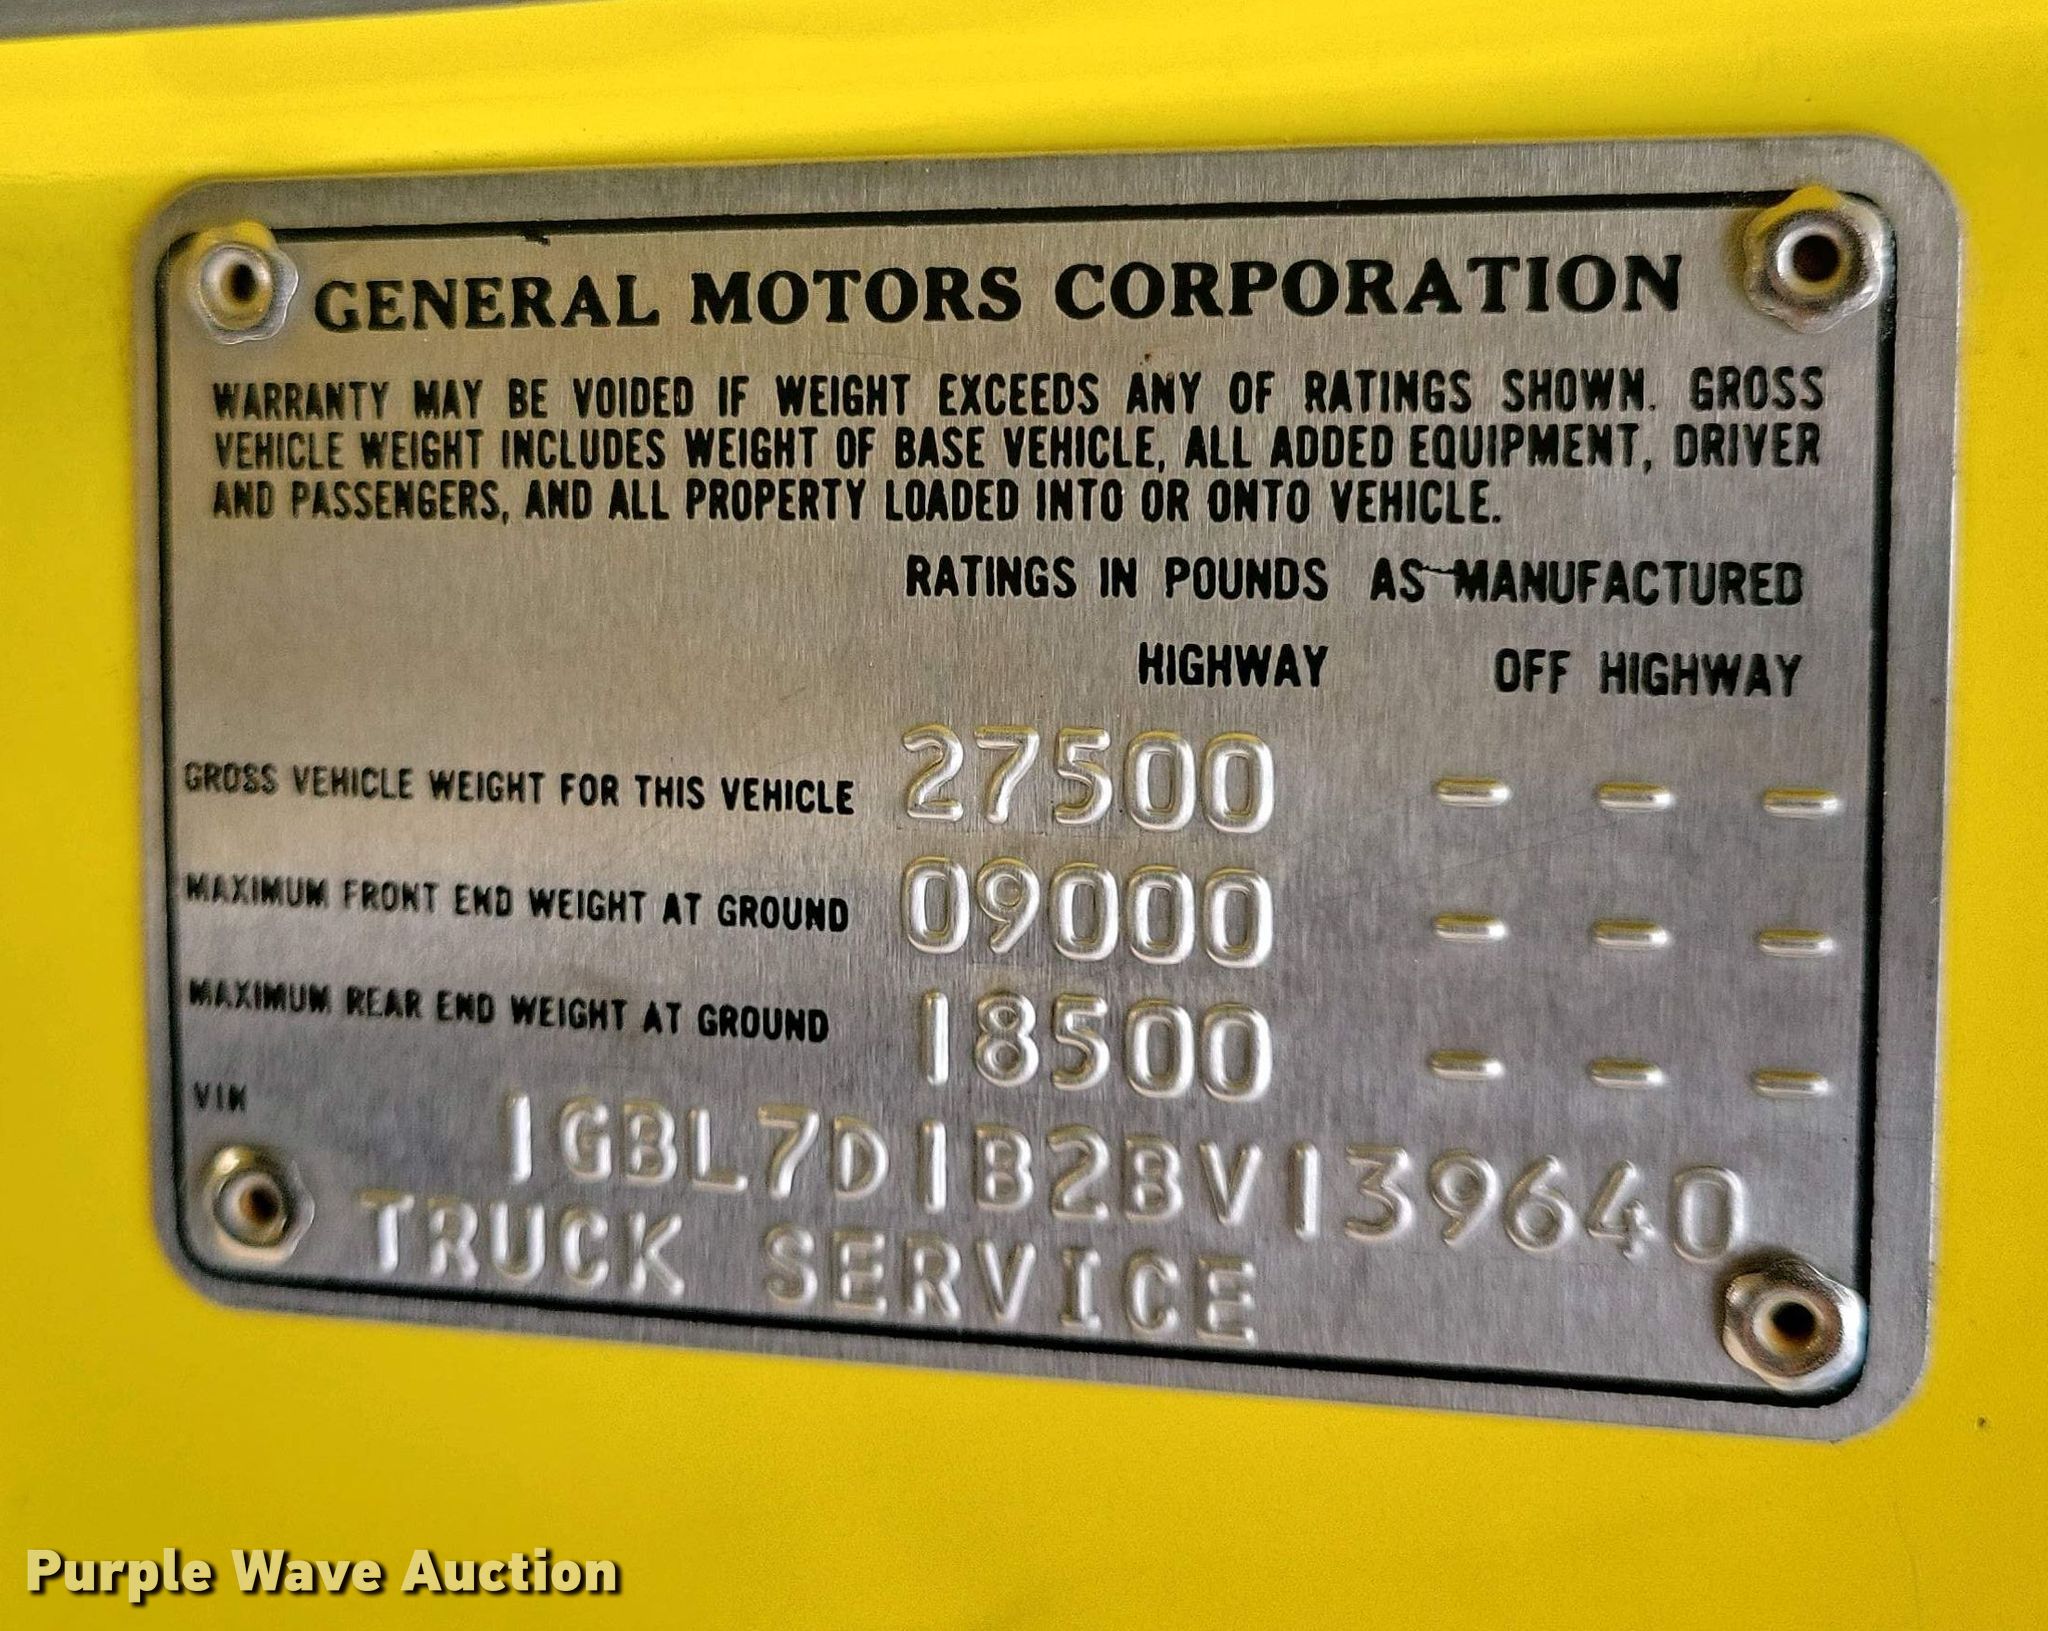 GENERAL MOTORS CORPORATION
WARRANTY MAY BE VOIDED IF WEIGHT EXCEEDS ANY OF RATINGS SHOWN. GROSS
VEHICLE WEIGHT INCLUDES WEIGHT OF BASE VEHICLE, ALL ADDED EQUIPMENT, DRIVER
AND PASSENGERS, AND ALL PROPERTY LOADED INTO OR ONTO VEHICLE.
RATINGS IN POUNDS AS MANUFACTURED
HIGHWAY OFF HIGHWAY
GROSS VEHICLE WEIGHT FOR THIS VEHICLE 27500 - - -
MAXIMUM FRONT END WEIGHT AT GROUND 09000 - - -
MAXIMUM REAR END WEIGHT AT GROUND 18500 - - -
VIN 1GBL7D1B2BV139640
TRUCK SERVICE
Purple Wave Auction